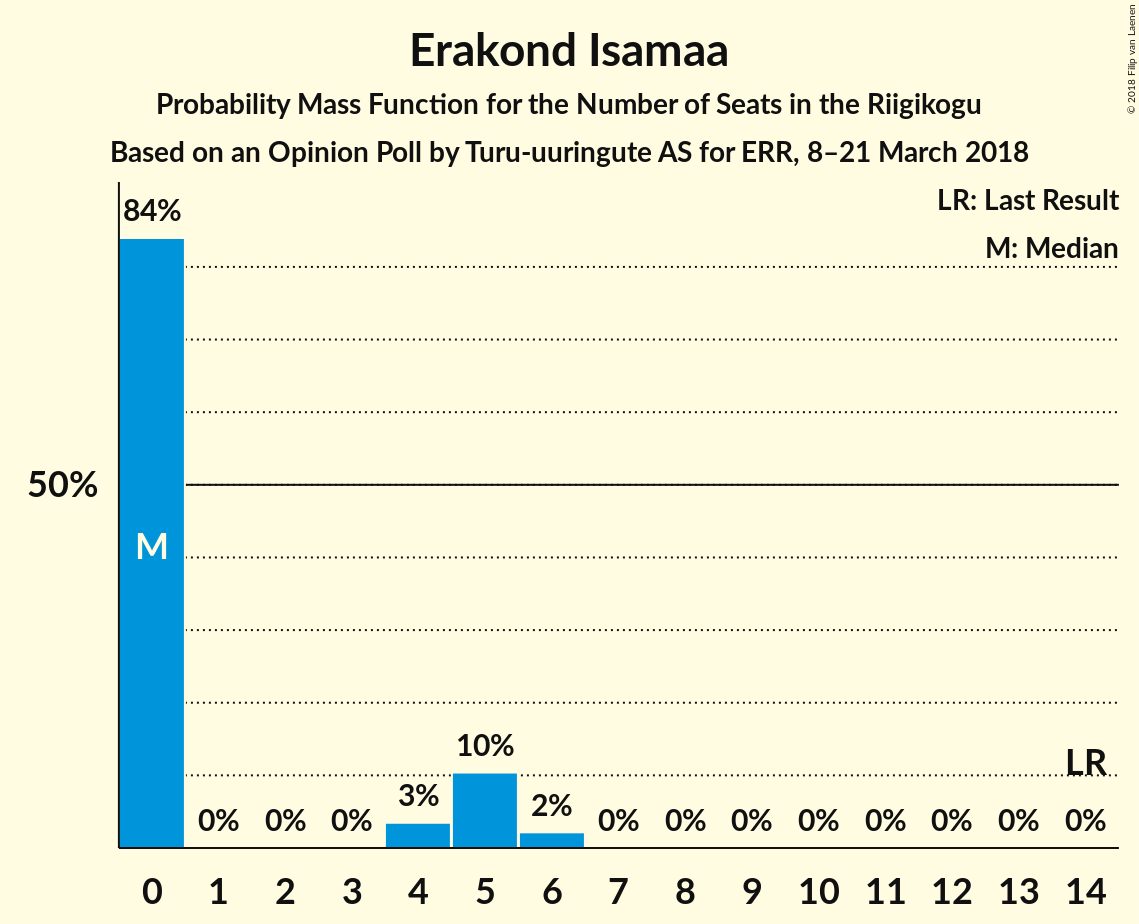 Erakond Isamaa
Probability Mass Function for the Number of Seats in the Riigikogu
Based on an Opinion Poll by Turu-uuringute AS for ERR, 8–21 March 2018
© 2018 Filip van Laenen
LR: Last Result
M: Median
84%
50%
M
10%
LR
3%
2%
0% 0% 0% 0% 0% 0% 0% 0% 0% 0% 0%
0 1 2 3 4 5 6 7 8 9 10 11 12 13 14